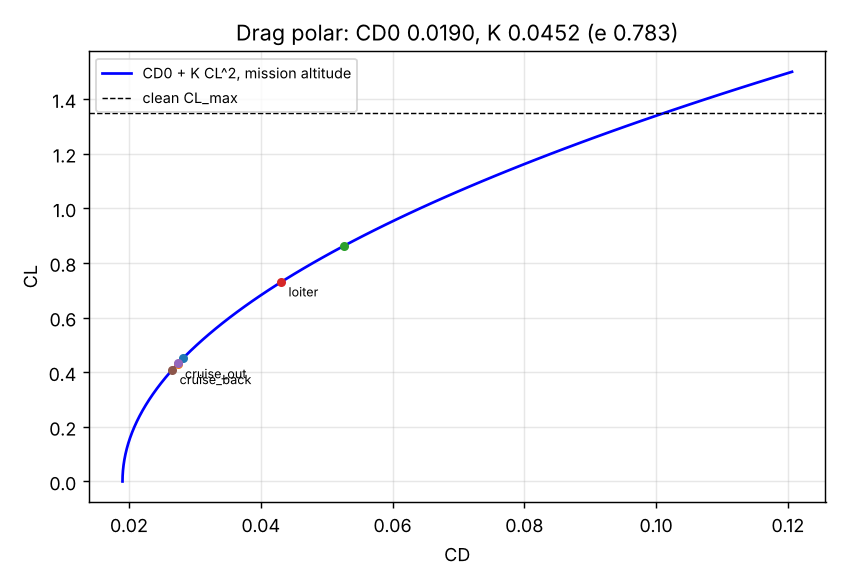 Drag polar: CD0 0.0190, K 0.0452 (e 0.783)
CD0 + K CL^2, mission altitude
clean CL_max
CL
1.4
1.2
1.0
0.8
0.6
0.4
0.2
0.0
loiter
cruise_out
cruise_back
0.02
0.04
0.06
0.08
0.10
0.12
CD